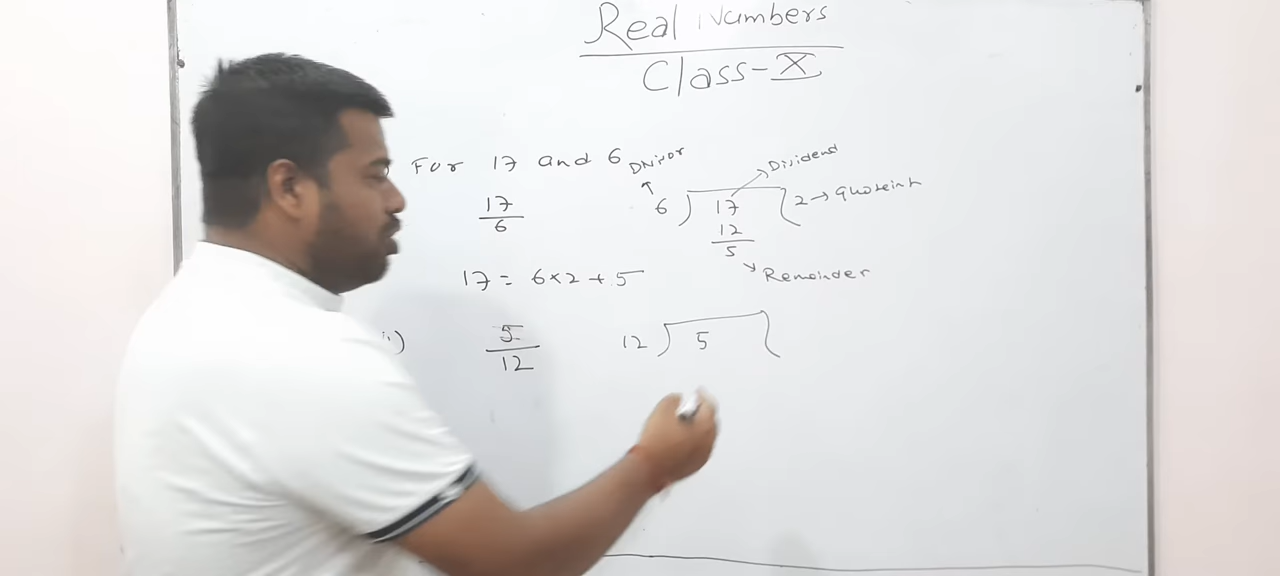 Real Numbers
Class-X
For 17 and 6
Divisor
Dividend
17
6
6 ) 17 ( 2 → Quoteint
12
5
Remainder
17 = 6×2+5
5
12
12 ) 5 (